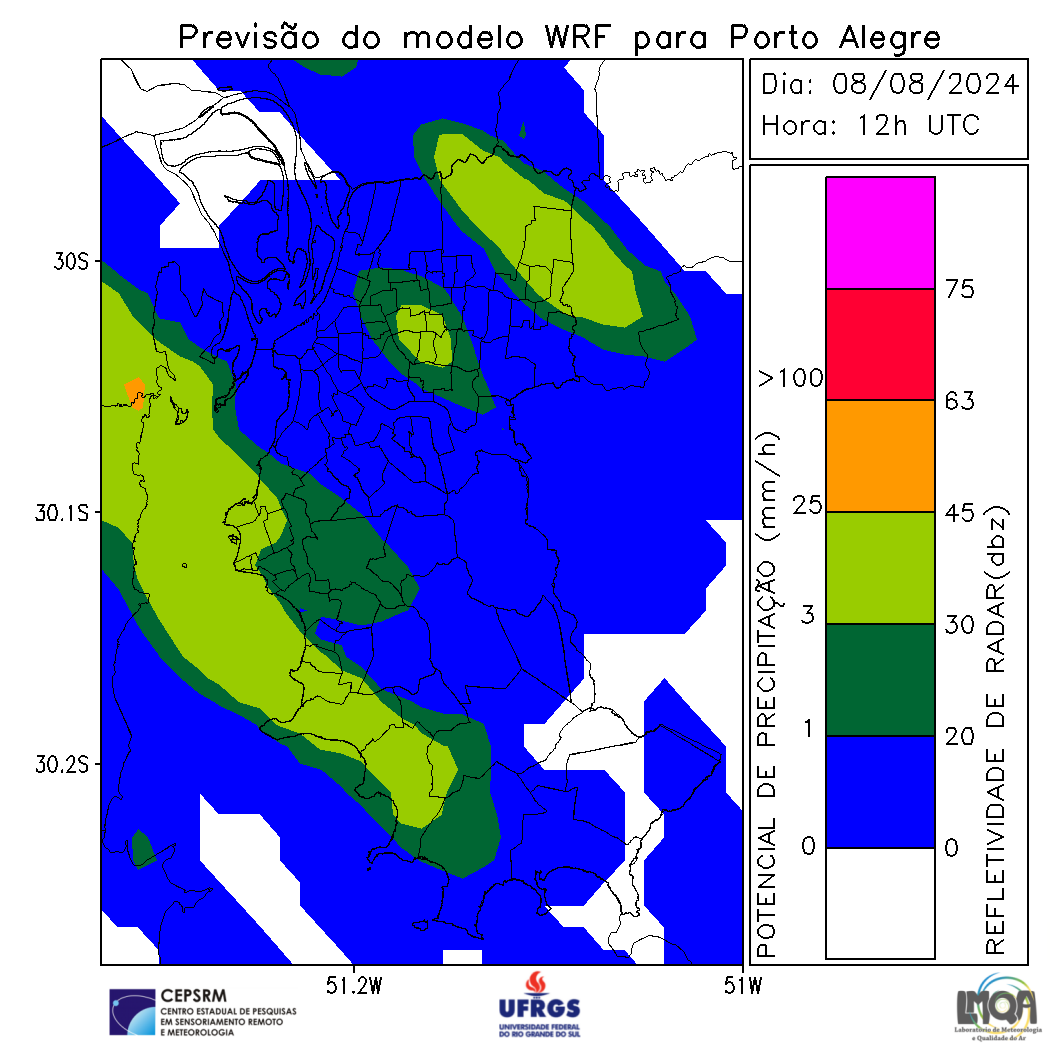 Previsão do modelo WRF para Porto Alegre
Dia: 08/08/2024
Hora: 12h UTC
30S
30.1S
30.2S
51.2W
51W
POTENCIAL DE PRECIPITAÇÃO (mm/h)
>100
25
3
1
0
75
63
45
30
20
0
REFLETIVIDADE DE RADAR(dbz)
CEPSRM
CENTRO ESTADUAL DE PESQUISAS
EM SENSORIAMENTO REMOTO
E METEOROLOGIA
UFRGS
UNIVERSIDADE FEDERAL
DO RIO GRANDE DO SUL
LMQA
Laboratório de Meteorologia
e Qualidade do Ar